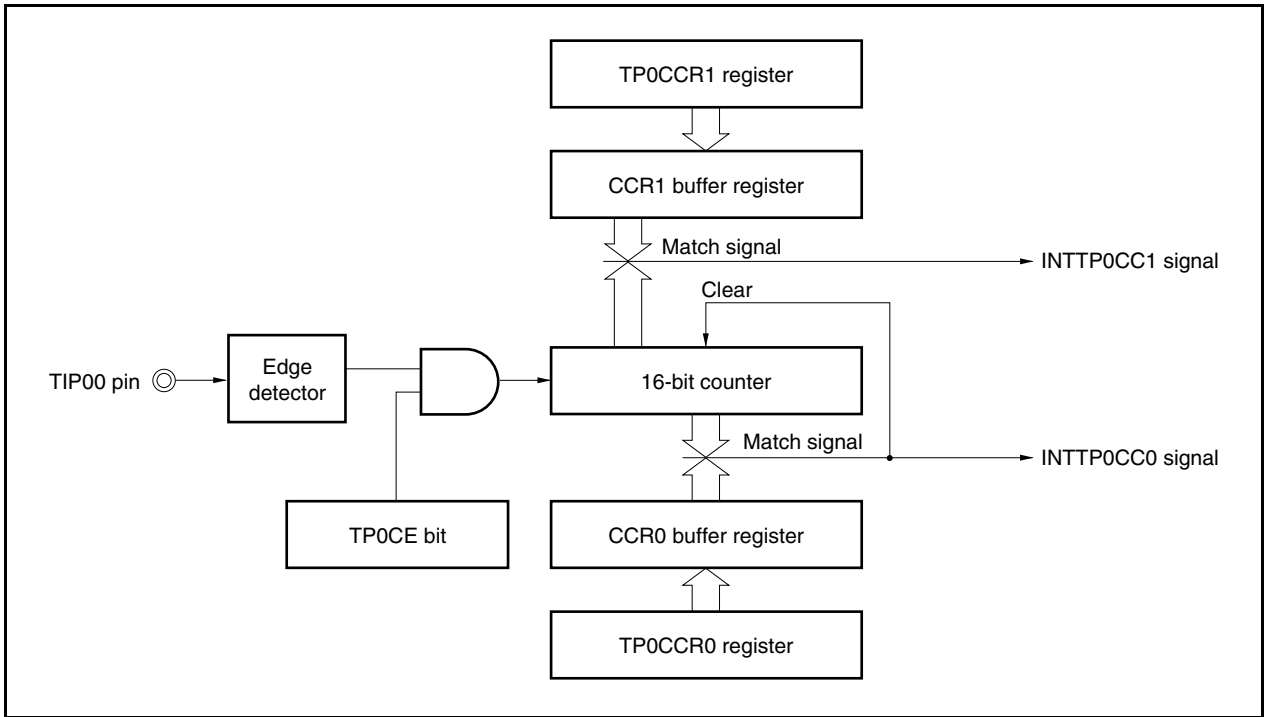 TP0CCR1 register
CCR1 buffer register
Match signal
INTTP0CC1 signal
Clear
TIP00 pin
Edge
detector
16-bit counter
Match signal
INTTP0CC0 signal
TP0CE bit
CCR0 buffer register
TP0CCR0 register